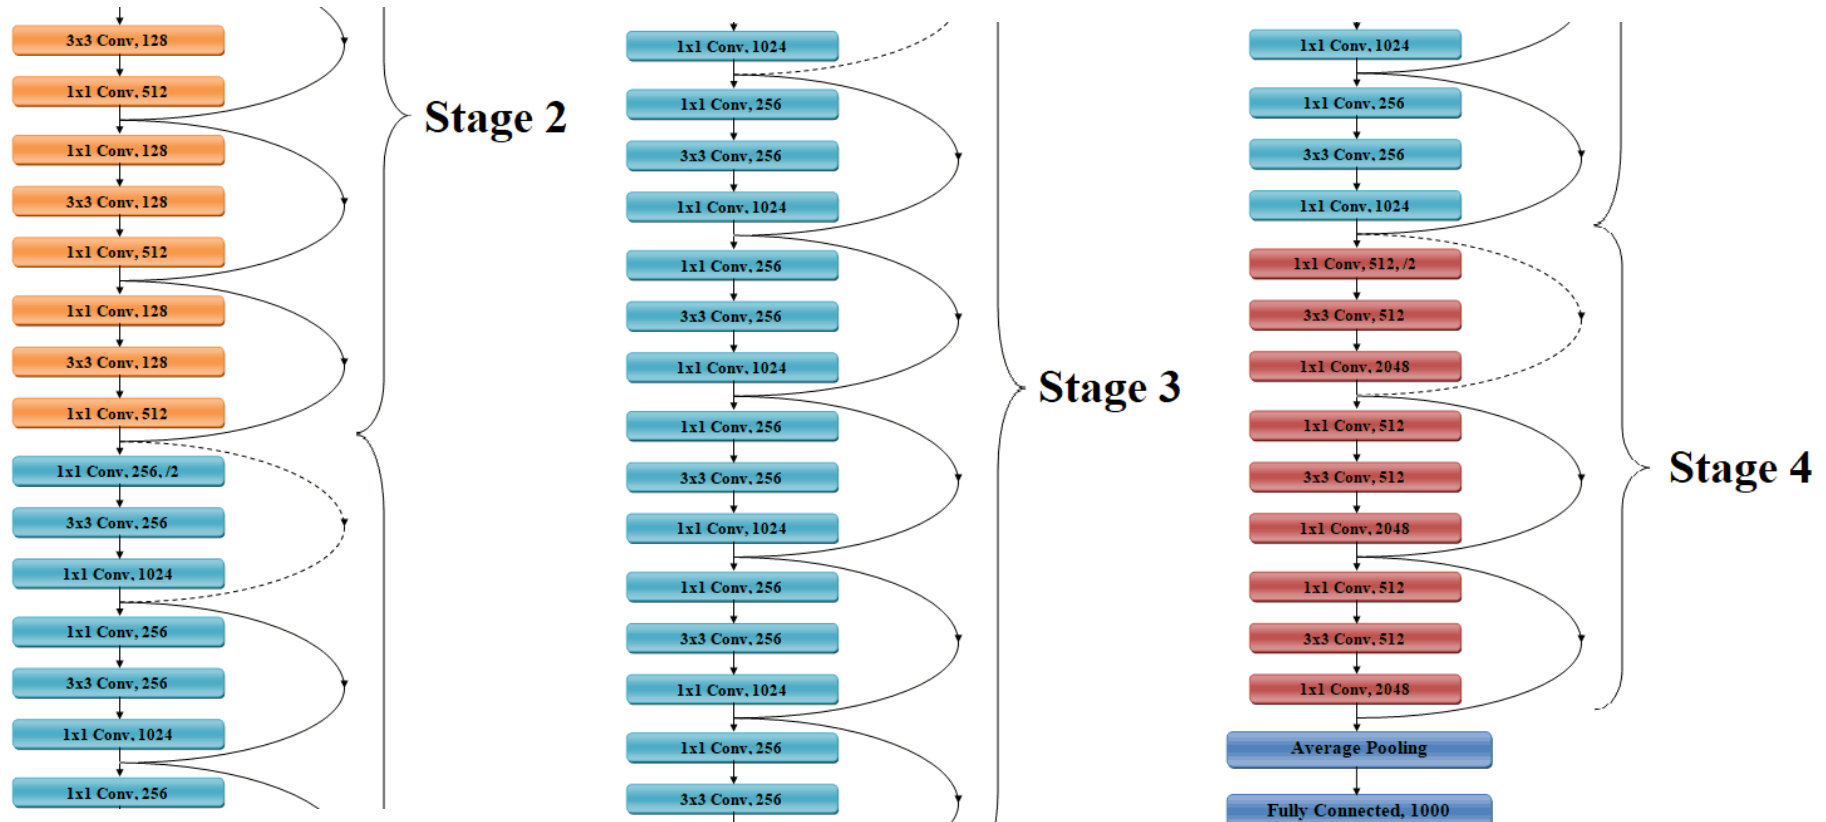 3x3 Conv, 128
1x1 Conv, 512
1x1 Conv, 128
3x3 Conv, 128
1x1 Conv, 512
1x1 Conv, 128
3x3 Conv, 128
1x1 Conv, 512
1x1 Conv, 256, /2
3x3 Conv, 256
1x1 Conv, 1024
1x1 Conv, 256
3x3 Conv, 256
1x1 Conv, 1024
1x1 Conv, 256
Stage 2
1x1 Conv, 1024
1x1 Conv, 256
3x3 Conv, 256
1x1 Conv, 1024
1x1 Conv, 256
3x3 Conv, 256
1x1 Conv, 1024
1x1 Conv, 256
3x3 Conv, 256
1x1 Conv, 1024
1x1 Conv, 256
3x3 Conv, 256
1x1 Conv, 1024
1x1 Conv, 256
3x3 Conv, 256
Stage 3
1x1 Conv, 1024
1x1 Conv, 256
3x3 Conv, 256
1x1 Conv, 1024
1x1 Conv, 512, /2
3x3 Conv, 512
1x1 Conv, 2048
1x1 Conv, 512
3x3 Conv, 512
1x1 Conv, 2048
1x1 Conv, 512
3x3 Conv, 512
1x1 Conv, 2048
Average Pooling
Fully Connected, 1000
Stage 4